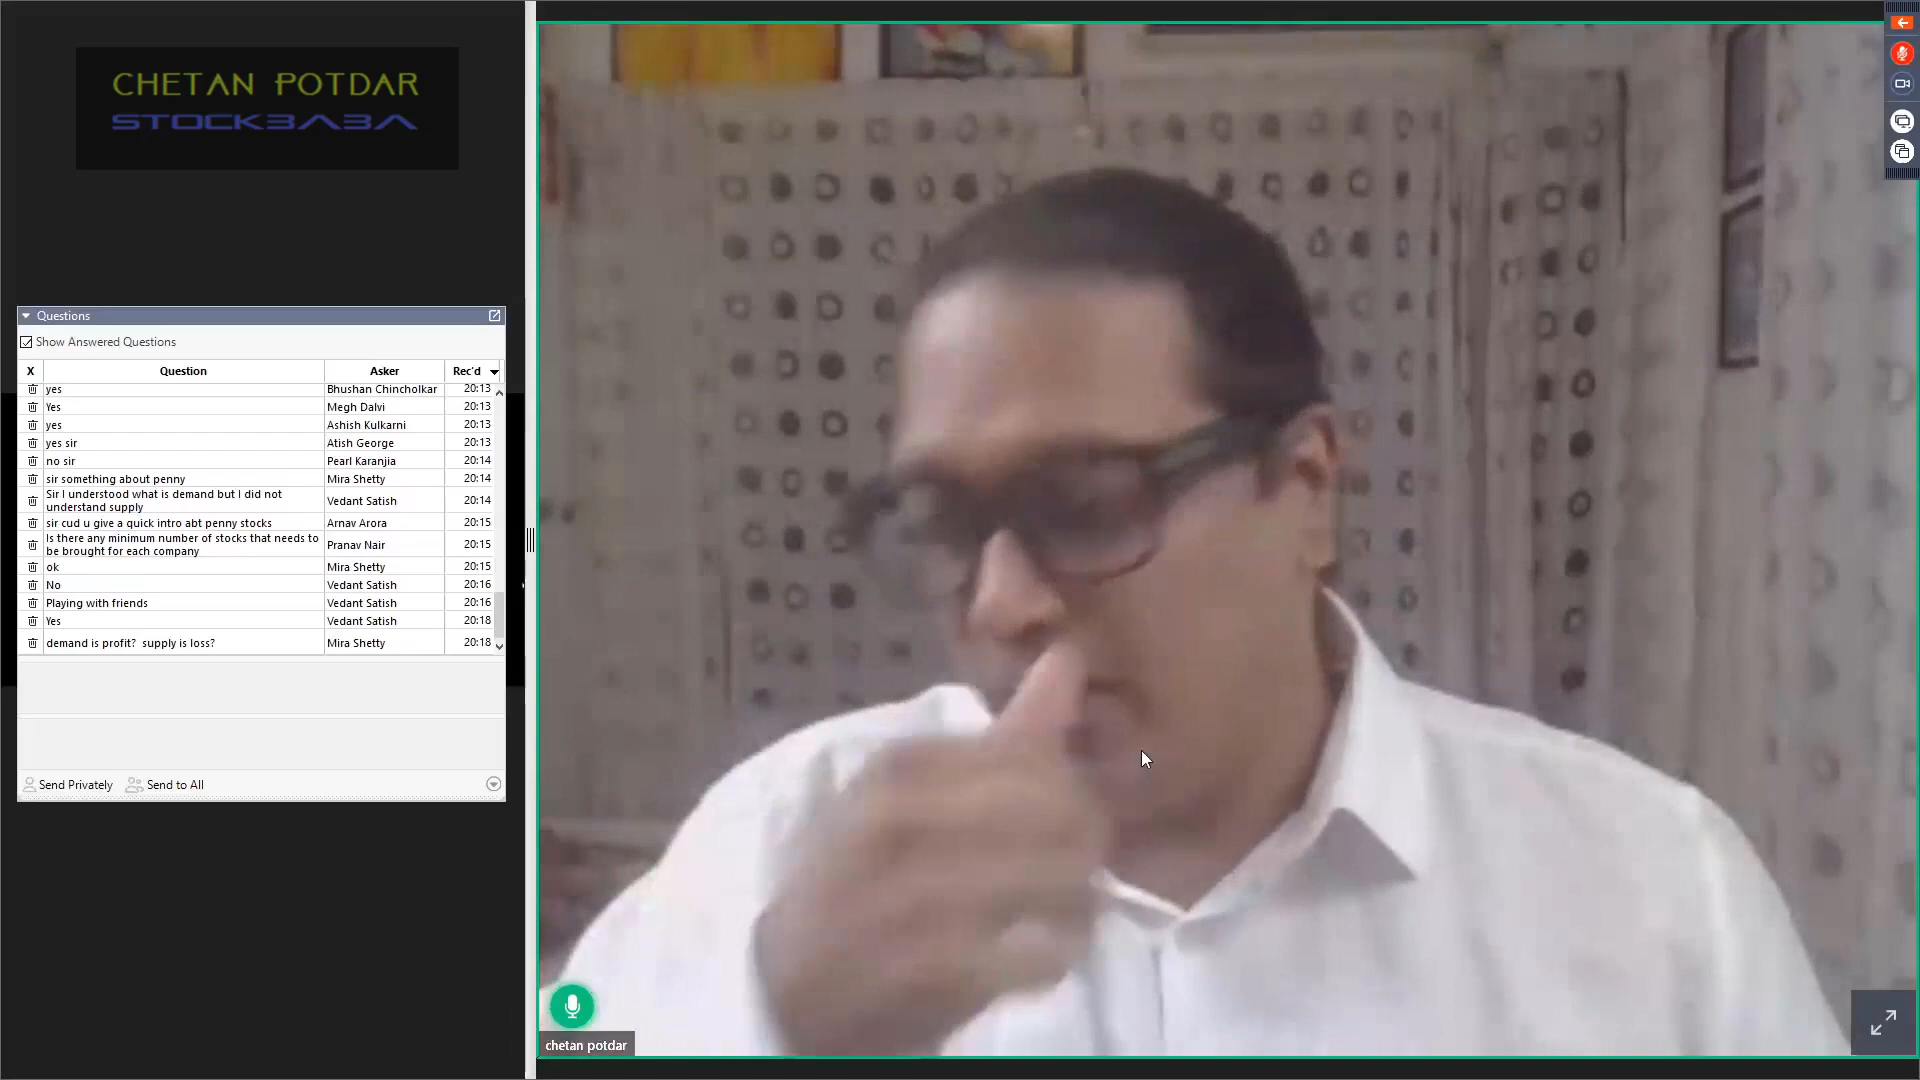 CHETAN POTDAR
STOCKBABA
Questions
Show Answered Questions
X Question Asker Rec'd
yes Bhushan Chincholkar 20:13
Yes Megh Dalvi 20:13
yes Ashish Kulkarni 20:13
yes sir Atish George 20:13
no sir Pearl Karanjia 20:14
sir something about penny Mira Shetty 20:14
Sir I understood what is demand but I did not
understand supply Vedant Satish 20:14
sir cud u give a quick intro abt penny stocks Arnav Arora 20:15
Is there any minimum number of stocks that needs to
be brought for each company Pranav Nair 20:15
ok Mira Shetty 20:15
No Vedant Satish 20:16
Playing with friends Vedant Satish 20:16
Yes Vedant Satish 20:18
demand is profit?  supply is loss? Mira Shetty 20:18
Send Privately Send to All
chetan potdar